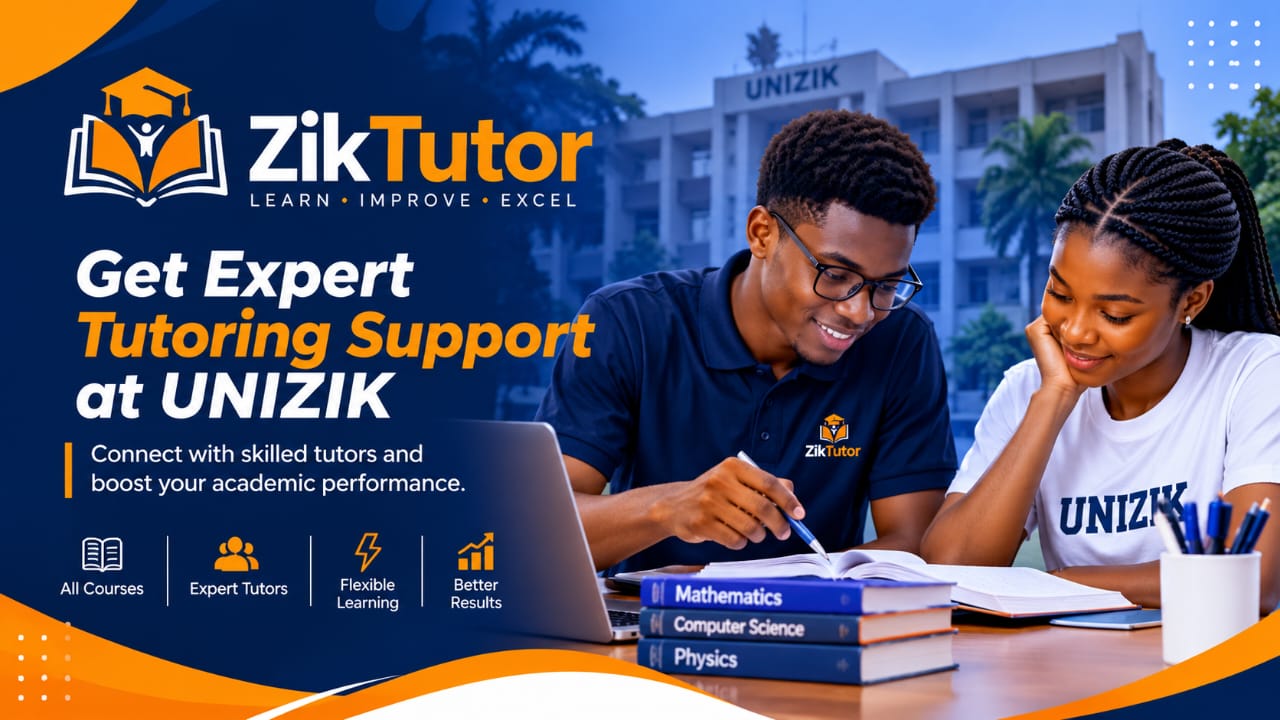 ZikTutor
LEARN • IMPROVE • EXCEL
Get Expert
Tutoring Support
at UNIZIK
Connect with skilled tutors and
boost your academic performance.
All Courses
Expert Tutors
Flexible
Learning
Better
Results
UNIZIK
ZikTutor
UNIZIK
Mathematics
Computer Science
Physics